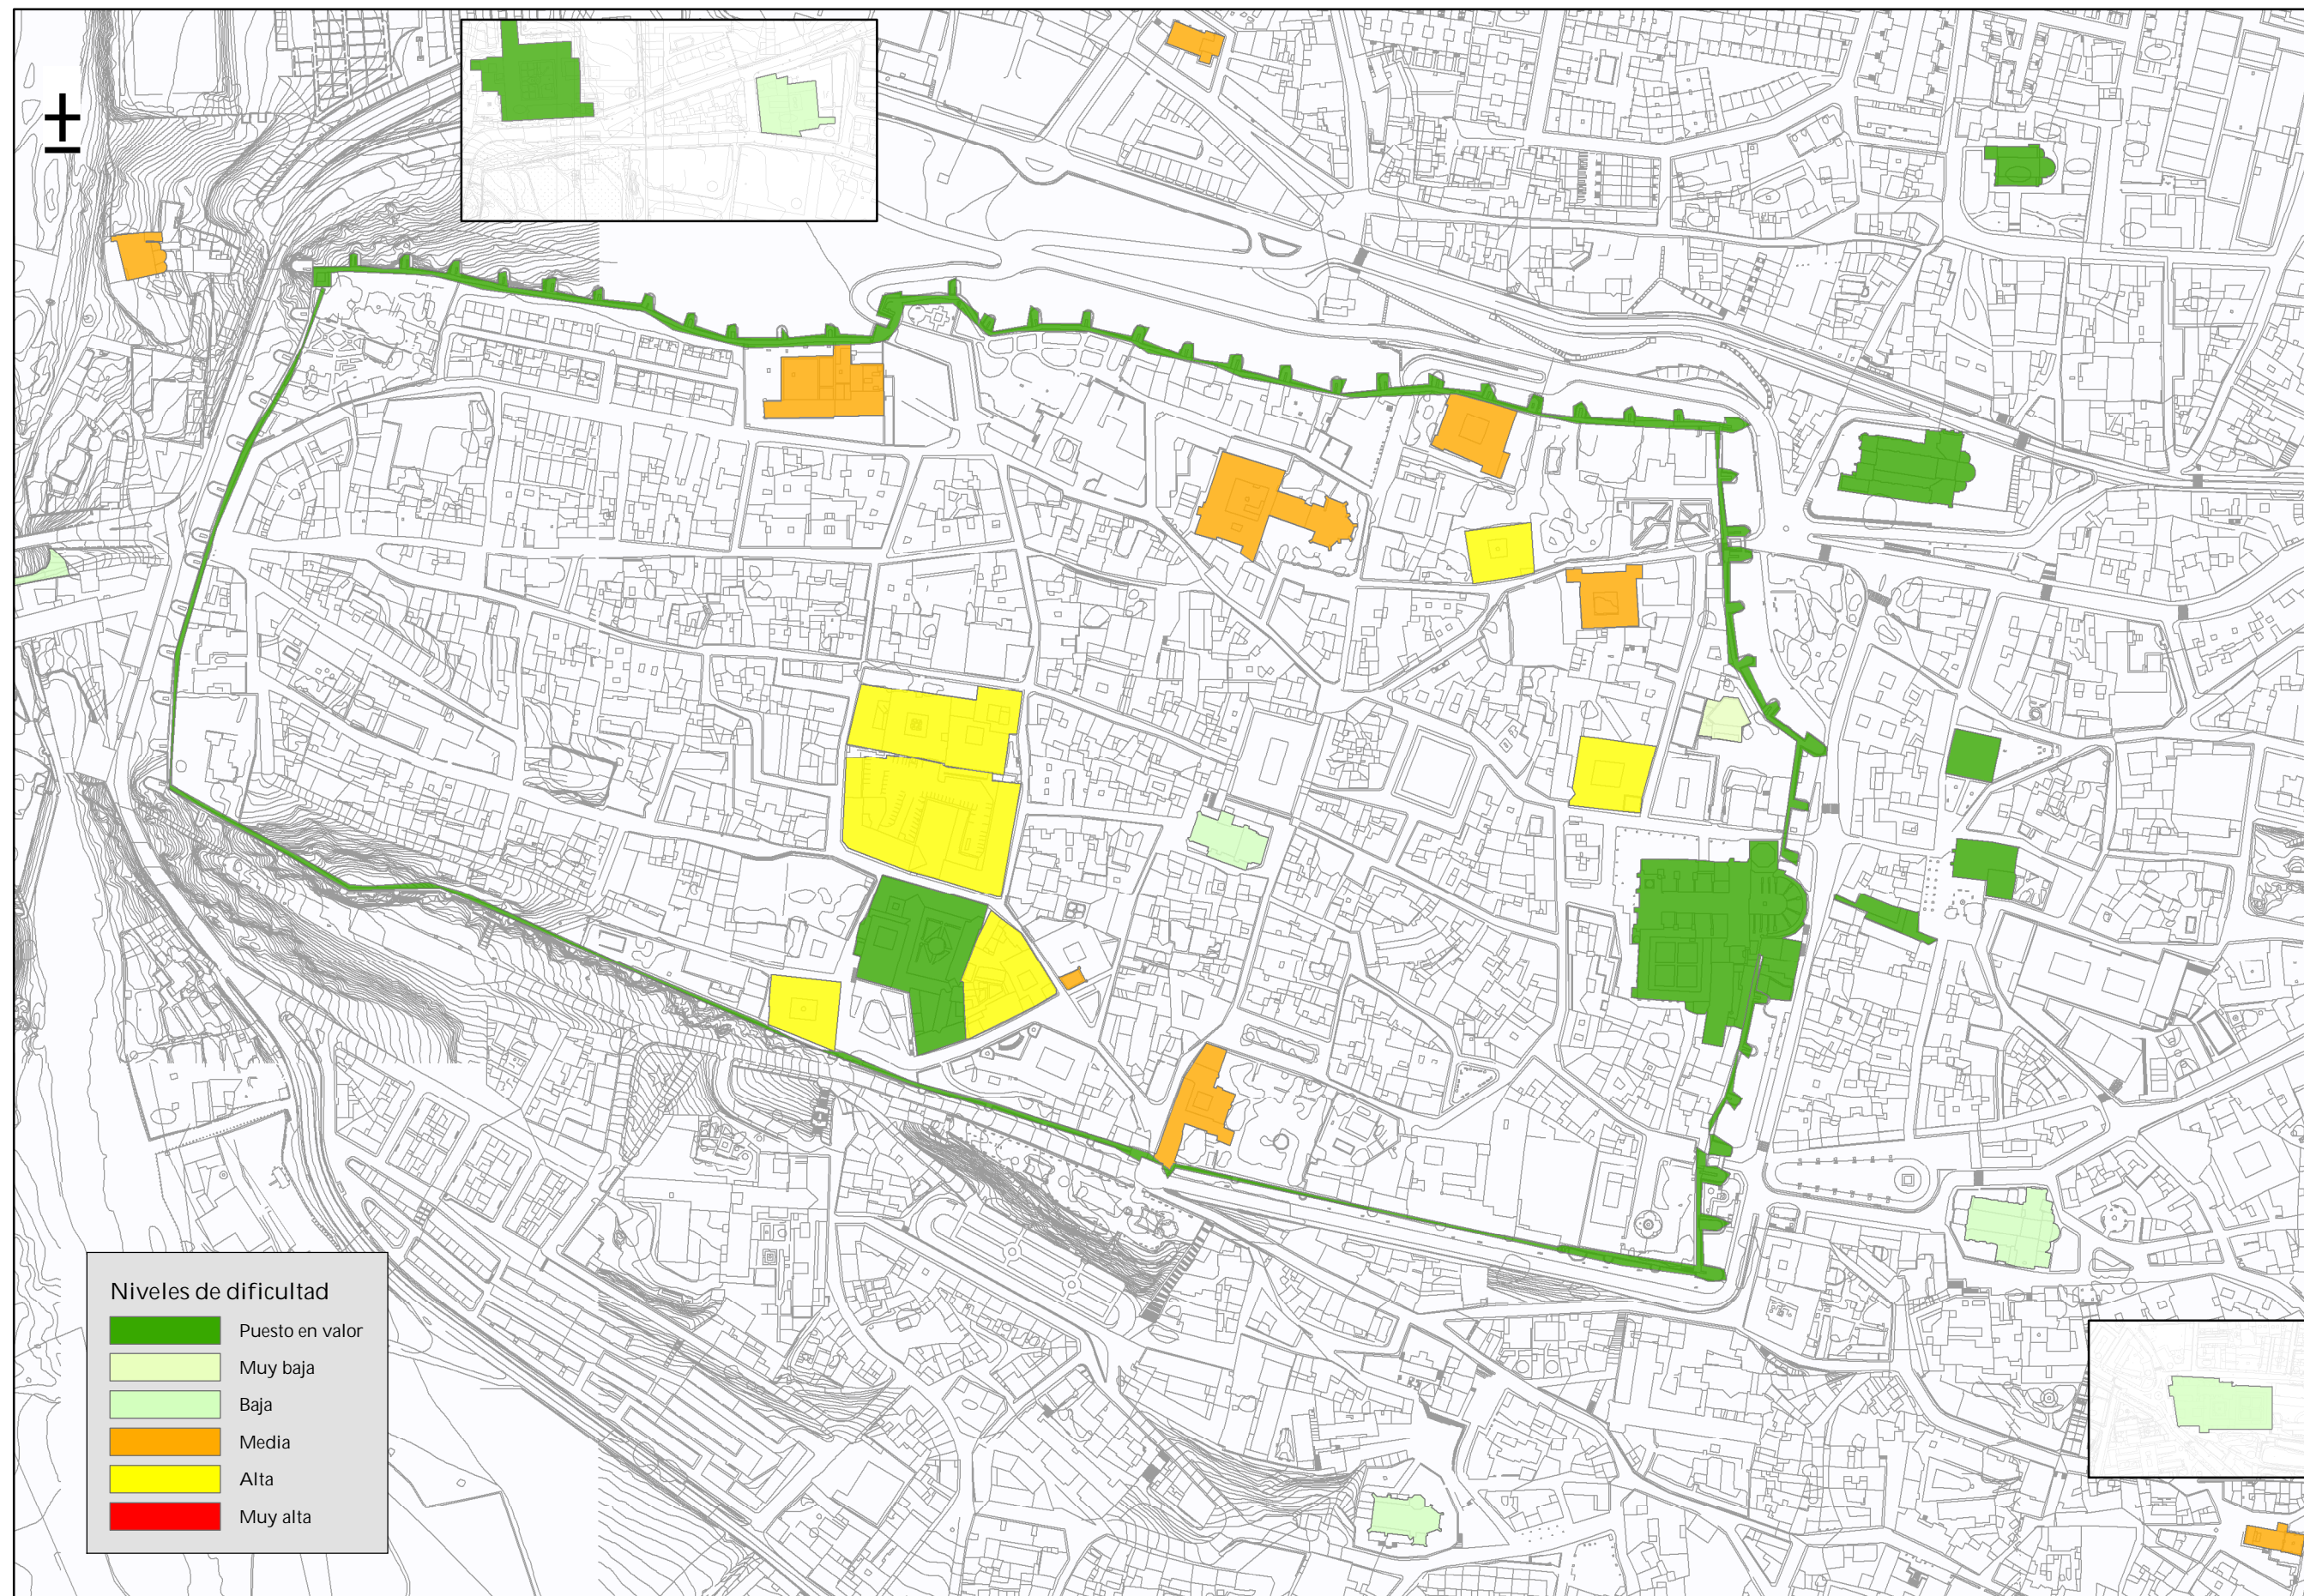 Niveles de dificultad
Puesto en valor
Muy baja
Baja
Media
Alta
Muy alta